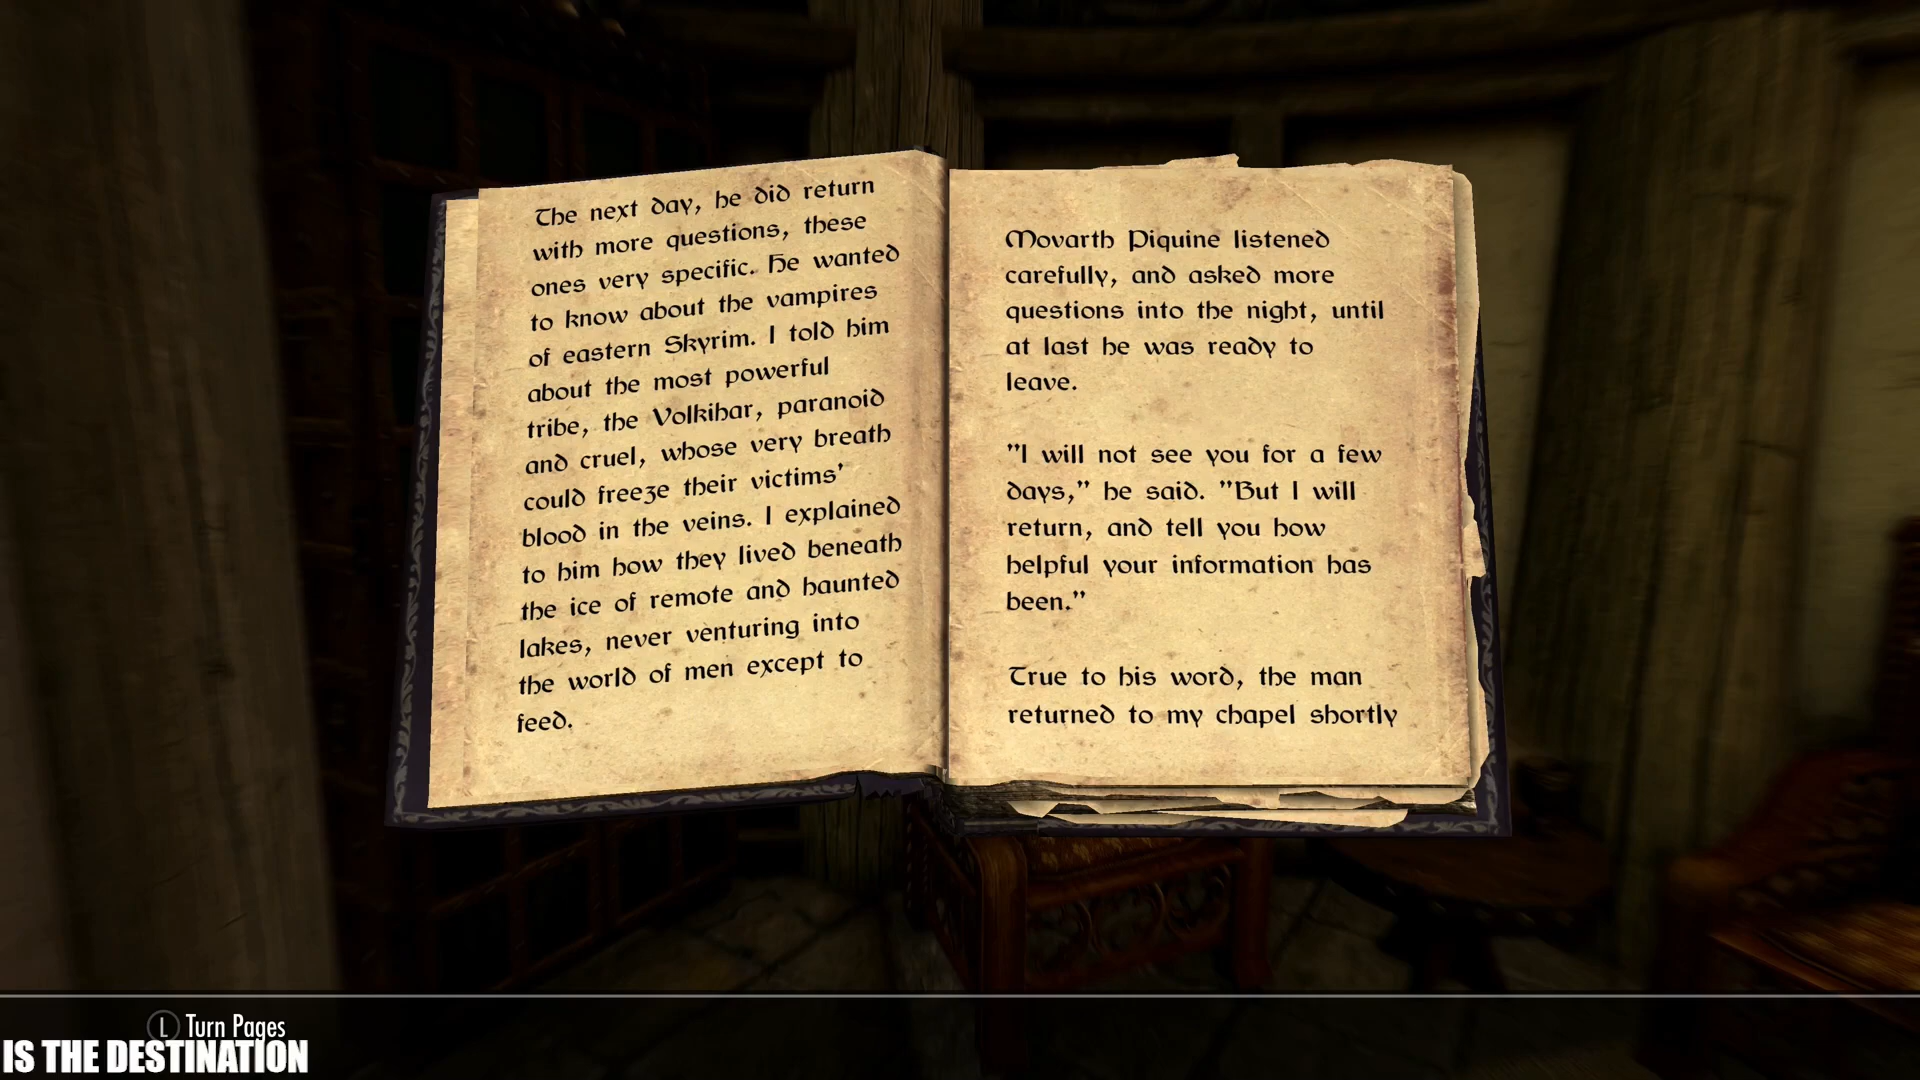 The next day, he did return
with more questions, these
ones very specific. He wanted
to know about the vampires
of eastern Skyrim. I told him
about the most powerful
tribe, the Volkihar, paranoid
and cruel, whose very breath
could freeze their victims'
blood in the veins. I explained
to him how they lived beneath
the ice of remote and haunted
lakes, never venturing into
the world of men except to
feed.
Movarth Piquine listened
carefully, and asked more
questions into the night, until
at last he was ready to
leave.
"I will not see you for a few
days," he said. "But I will
return, and tell you how
helpful your information has
been."
True to his word, the man
returned to my chapel shortly
L Turn Pages
IS THE DESTINATION